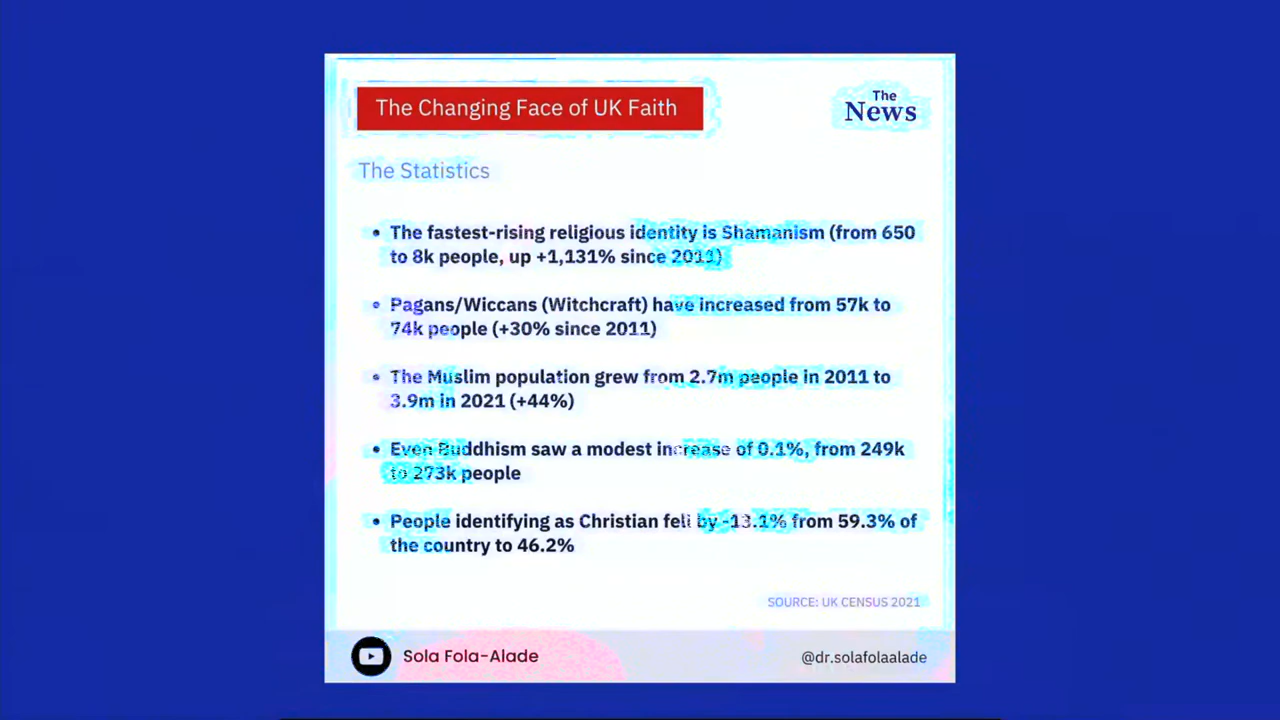 The Changing Face of UK Faith
The
News
The Statistics
• The fastest-rising religious identity is Shamanism (from 650
to 8k people, up +1,131% since 2011)
• Pagans/Wiccans (Witchcraft) have increased from 57k to
74k people (+30% since 2011)
• The Muslim population grew from 2.7m people in 2011 to
3.9m in 2021 (+44%)
• Even Buddhism saw a modest increase of 0.1%, from 249k
to 273k people
• People identifying as Christian fell by -13.1% from 59.3% of
the country to 46.2%
SOURCE: UK CENSUS 2021
Sola Fola-Alade
@dr.solafolaalade